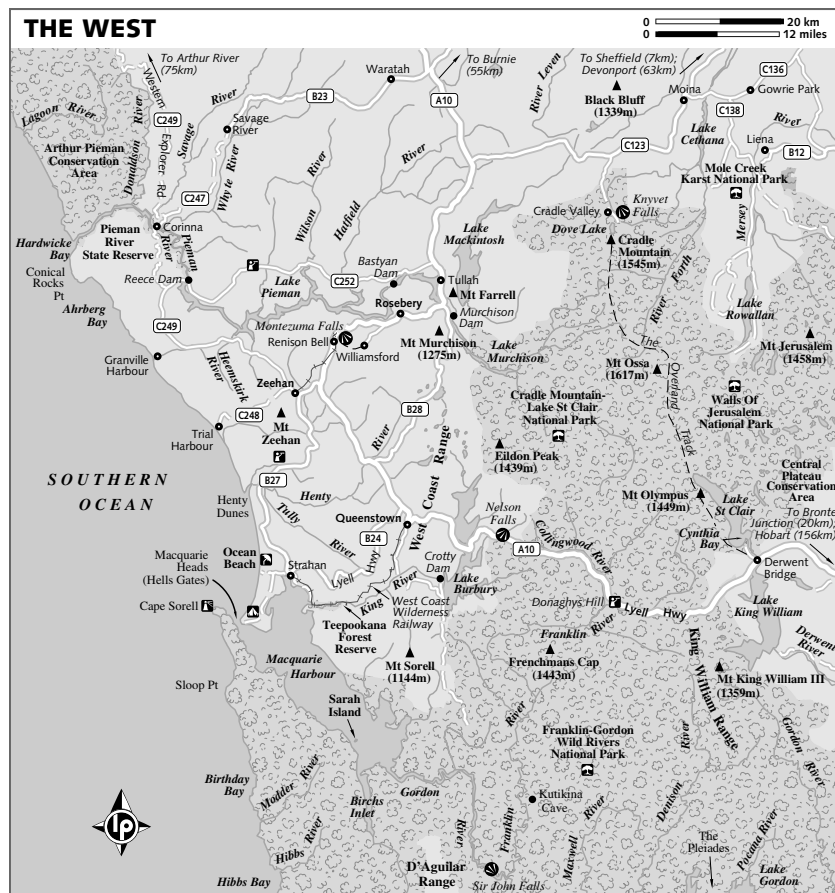 THE WEST
0 20 km
0 12 miles
To Arthur River
(75km)
To Burnie
(55km)
To Sheffield (7km);
Devonport (63km)
Waratah
River Leven
Black Bluff
(1339m)
Moina
C136
Gowrie Park
C138
Lagoon River
Western Explorer Rd
C249
Savage River
B23
A10
Savage
River
Lake
Cethana
River
Liena
B12
Arthur Pieman
Conservation
Area
Donaldson River
Whyte River
River
C123
Mole Creek
Karst National Park
C247
Wilson
Hatfield River
Cradle Valley
Knyvet
Falls
Mersey
Corinna
Pieman
River
State Reserve
Pieman River
Lake
Mackintosh
Dove Lake
Cradle
Mountain
(1545m)
Hardwicke
Bay
Conical
Rocks
Pt
Reece Dam
Lake
Pieman
C252
Bastyan
Dam
Tullah
Mt Farrell
River Forth
Lake
Rowallan
Ahrberg
Bay
Rosebery
Murchison
Dam
C249
Montezuma Falls
Renison Bell
Williamsford
Mt Murchison
(1275m)
Lake
Murchison
The Overland Track
Mt Jerusalem
(1458m)
Granville
Harbour
Heemskirk
River
Mt Ossa
(1617m)
Zeehan
B28
Cradle Mountain-
Lake St Clair
National Park
Walls Of
Jerusalem
National Park
C248
Trial
Harbour
Mt
Zeehan
River
West Coast Range
Eildon Peak
(1439m)
SOUTHERN
OCEAN
B27
Henty
Dunes
Henty
Tully
River
Queenstown
Nelson
Falls
Mt Olympus
(1449m)
Lake
St Clair
Central
Plateau
Conservation
Area
To Bronte
Junction (20km);
Hobart (156km)
Cynthia
Bay
Macquarie
Heads
(Hells Gates)
Ocean
Beach
Strahan
B24
Lyell Hwy
Crotty
Dam
A10
Collingwood River
Derwent
Bridge
Cape Sorell
King River
Lake
Burbury
Donaghys Hill
Lyell Hwy
Lake
King William
Teepookana
Forest
Reserve
West Coast
Wilderness
Railway
Franklin River
Derwent
River
Macquarie
Harbour
Mt Sorell
(1144m)
Frenchmans Cap
(1443m)
King William Range
Mt King William III
(1359m)
Sloop Pt
Sarah
Island
River
Franklin-Gordon
Wild Rivers
National Park
River
Gordon River
Birthday
Bay
Modder River
Birchs
Inlet
Gordon
River
Kutikina
Cave
Franklin
Maxwell River
Denison
lp
Hibbs River
The
Pleiades
Pocana River
Hibbs Bay
D'Aguilar
Range
Sir John Falls
Lake
Gordon